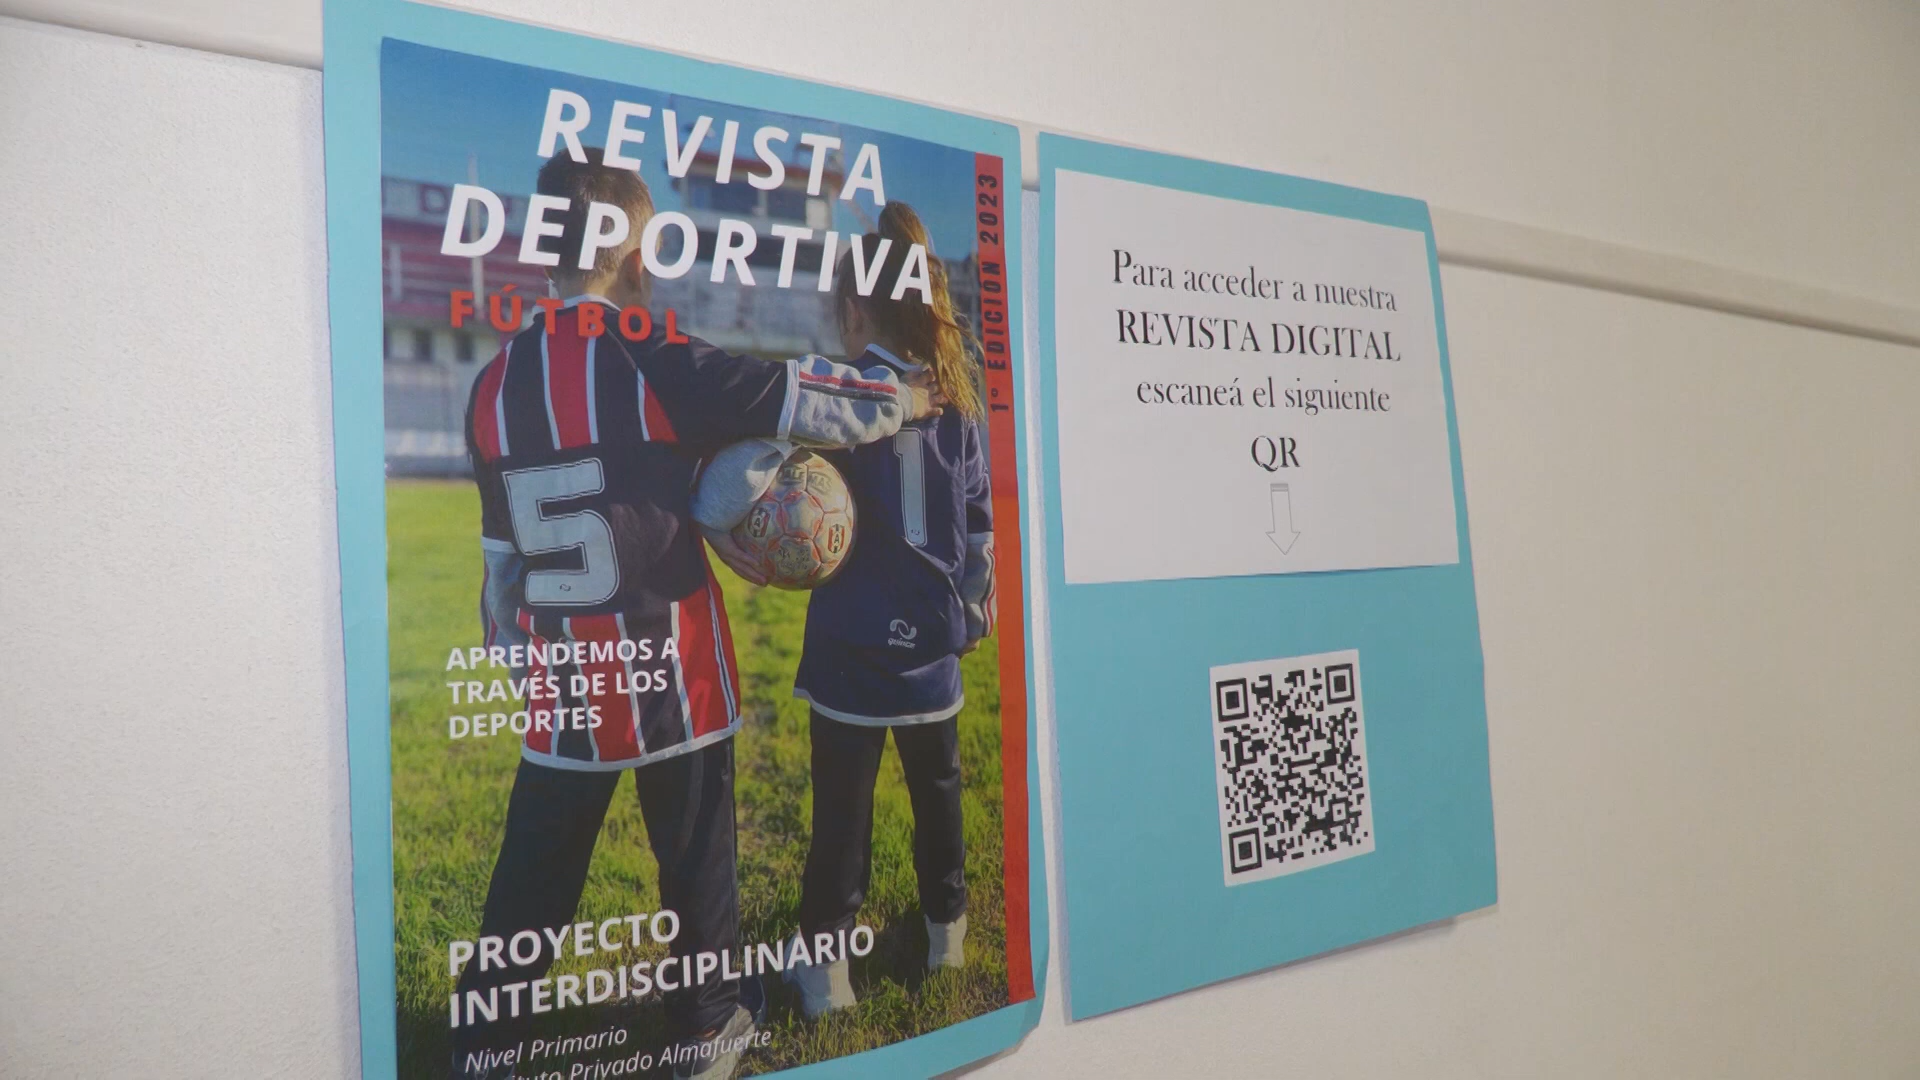 REVISTA
DEPORTIVA
FÚTBOL
1° EDICIÓN 2023
5
1
APRENDEMOS A
TRAVÉS DE LOS
DEPORTES
PROYECTO
INTERDISCIPLINARIO
Nivel Primario
Privado Almafuerte
Para acceder a nuestra
REVISTA DIGITAL
escaneá el siguiente
QR